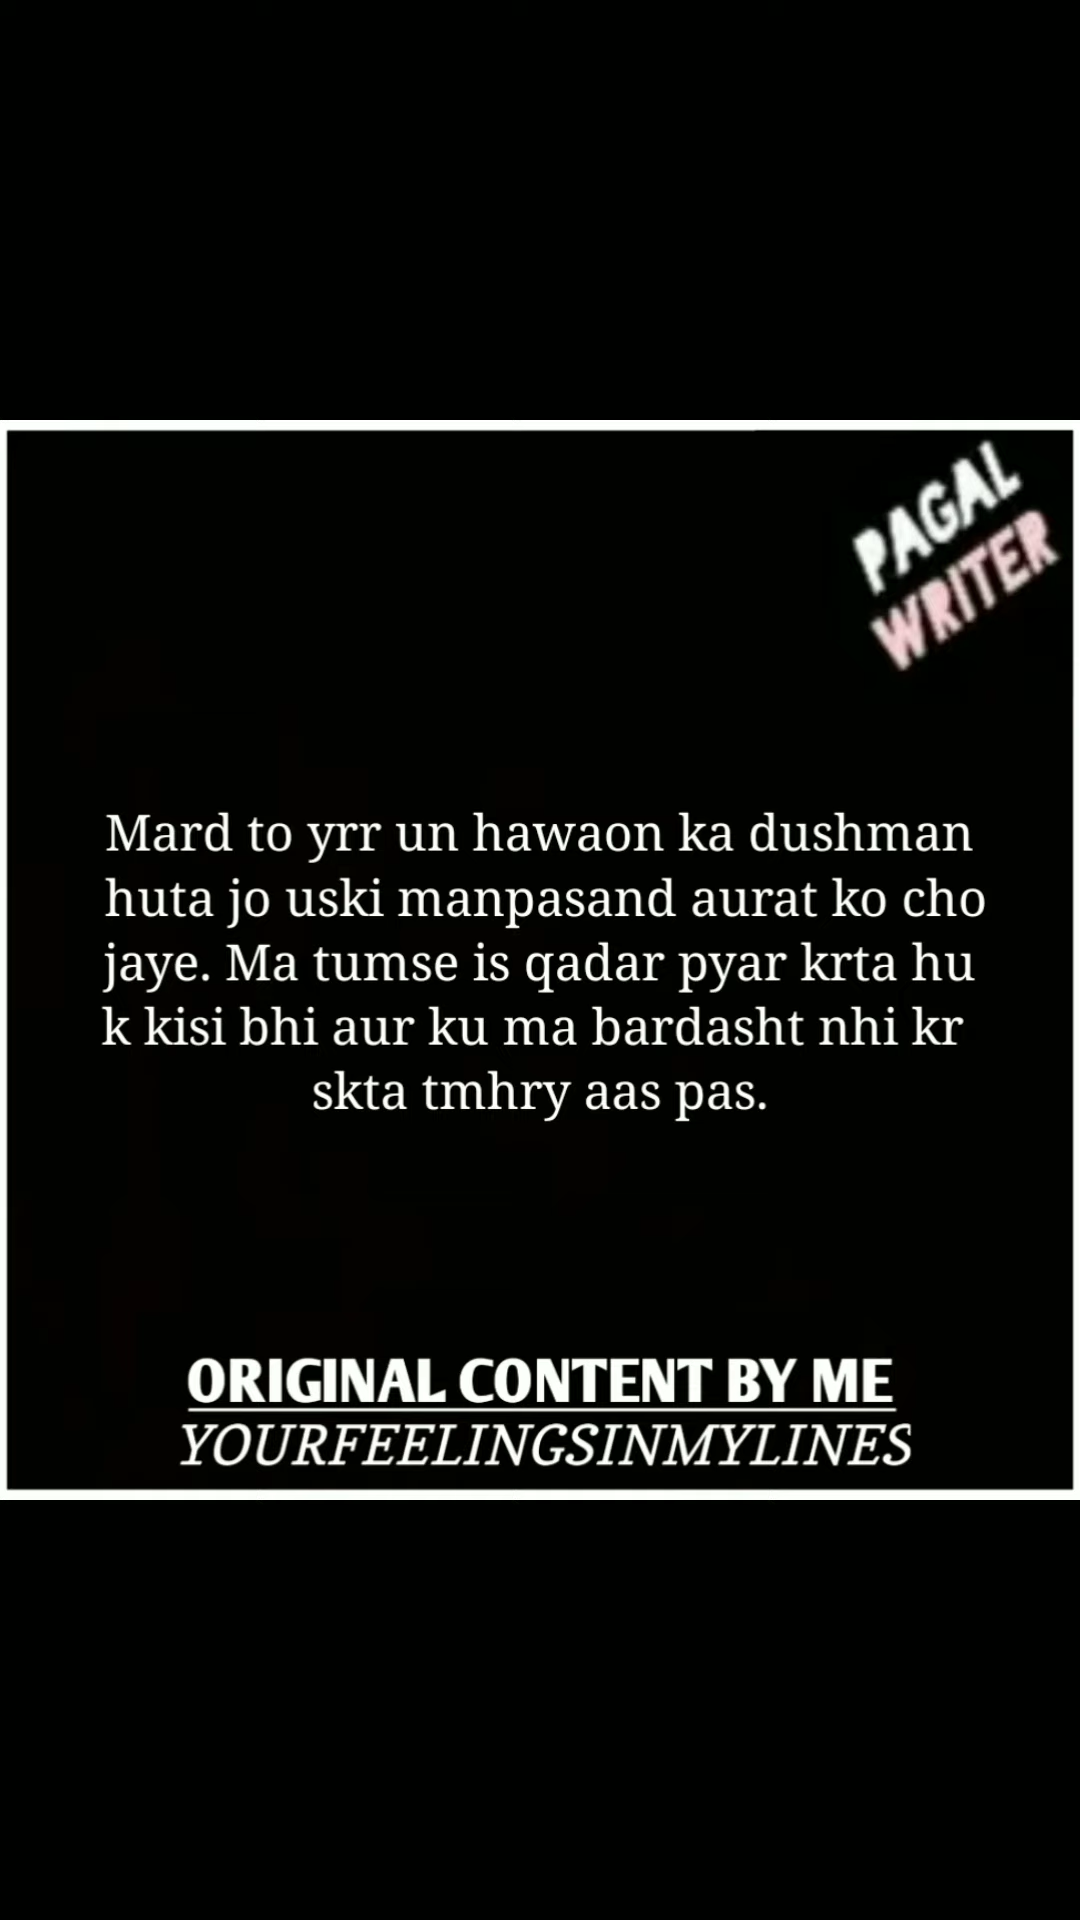 PAGAL
WRITER
Mard to yrr un hawaon ka dushman
huta jo uski manpasand aurat ko cho
jaye. Ma tumse is qadar pyar krta hu
k kisi bhi aur ku ma bardasht nhi kr
skta tmhry aas pas.
ORIGINAL CONTENT BY ME
YOURFEELINGSINMYLINES